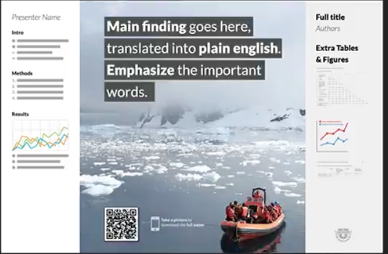 Presenter Name
Intro
Methods
Results
Main finding goes here,
translated into plain english.
Emphasize the important
words.
Take a picture to
download the full paper
Full title
Authors
Extra Tables
& Figures